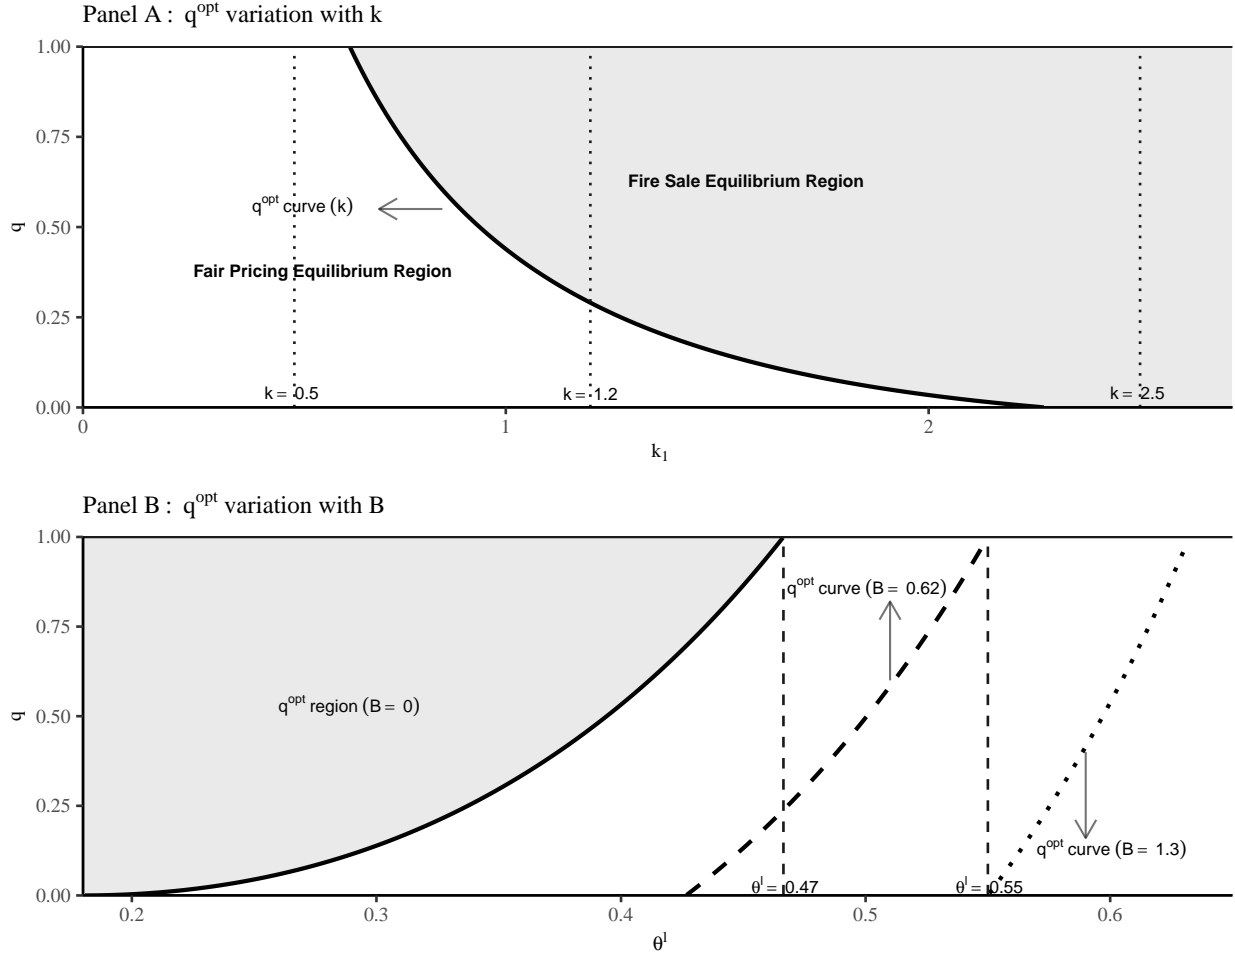 Panel A : q^opt variation with k
1.00
0.75
0.50
0.25
0.00
q
Fire Sale Equilibrium Region
q^opt curve (k)
Fair Pricing Equilibrium Region
k = 0.5
k = 1.2
k = 2.5
0
1
2
k₁
Panel B : q^opt variation with B
1.00
0.75
0.50
0.25
0.00
q
q^opt curve (B = 0.62)
q^opt region (B = 0)
q^opt curve (B = 1.3)
θ^l = 0.47
θ^l = 0.55
0.2
0.3
0.4
0.5
0.6
θ^l